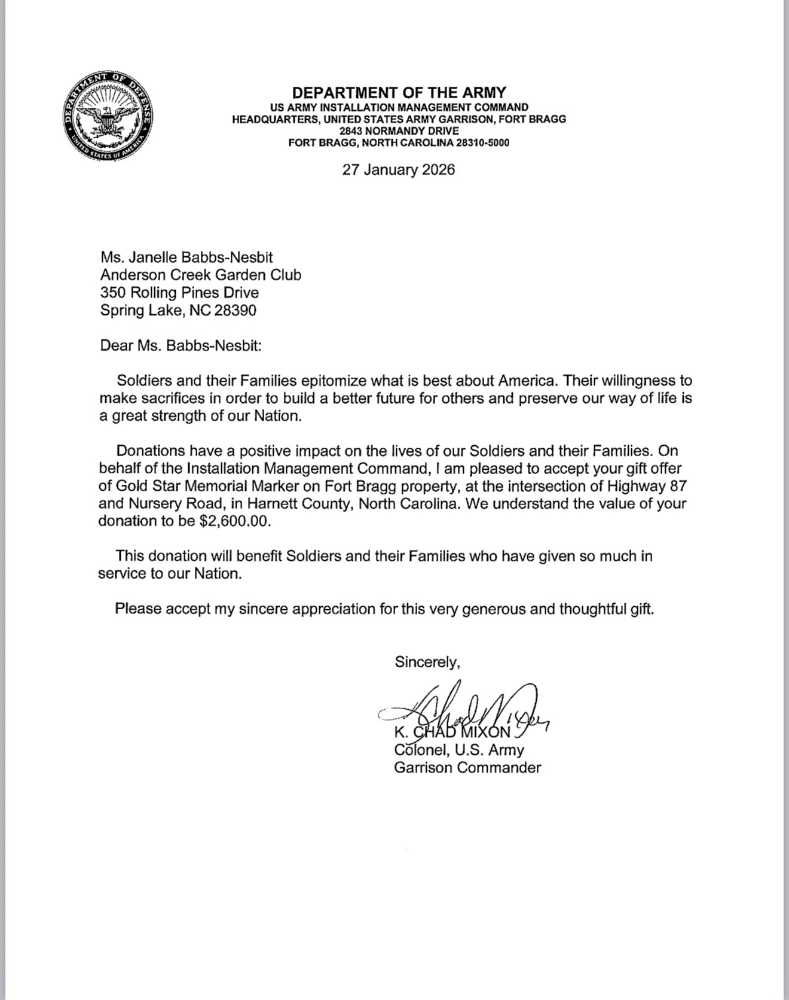 DEPARTMENT OF DEFENSE
UNITED STATES OF AMERICA
DEPARTMENT OF THE ARMY
US ARMY INSTALLATION MANAGEMENT COMMAND
HEADQUARTERS, UNITED STATES ARMY GARRISON, FORT BRAGG
2843 NORMANDY DRIVE
FORT BRAGG, NORTH CAROLINA 28310-5000
27 January 2026
Ms. Janelle Babbs-Nesbit
Anderson Creek Garden Club
350 Rolling Pines Drive
Spring Lake, NC 28390
Dear Ms. Babbs-Nesbit:
Soldiers and their Families epitomize what is best about America. Their willingness to
make sacrifices in order to build a better future for others and preserve our way of life is
a great strength of our Nation.
Donations have a positive impact on the lives of our Soldiers and their Families. On
behalf of the Installation Management Command, I am pleased to accept your gift offer
of Gold Star Memorial Marker on Fort Bragg property, at the intersection of Highway 87
and Nursery Road, in Harnett County, North Carolina. We understand the value of your
donation to be $2,600.00.
This donation will benefit Soldiers and their Families who have given so much in
service to our Nation.
Please accept my sincere appreciation for this very generous and thoughtful gift.
Sincerely,
K. CHAD MIXON
Colonel, U.S. Army
Garrison Commander